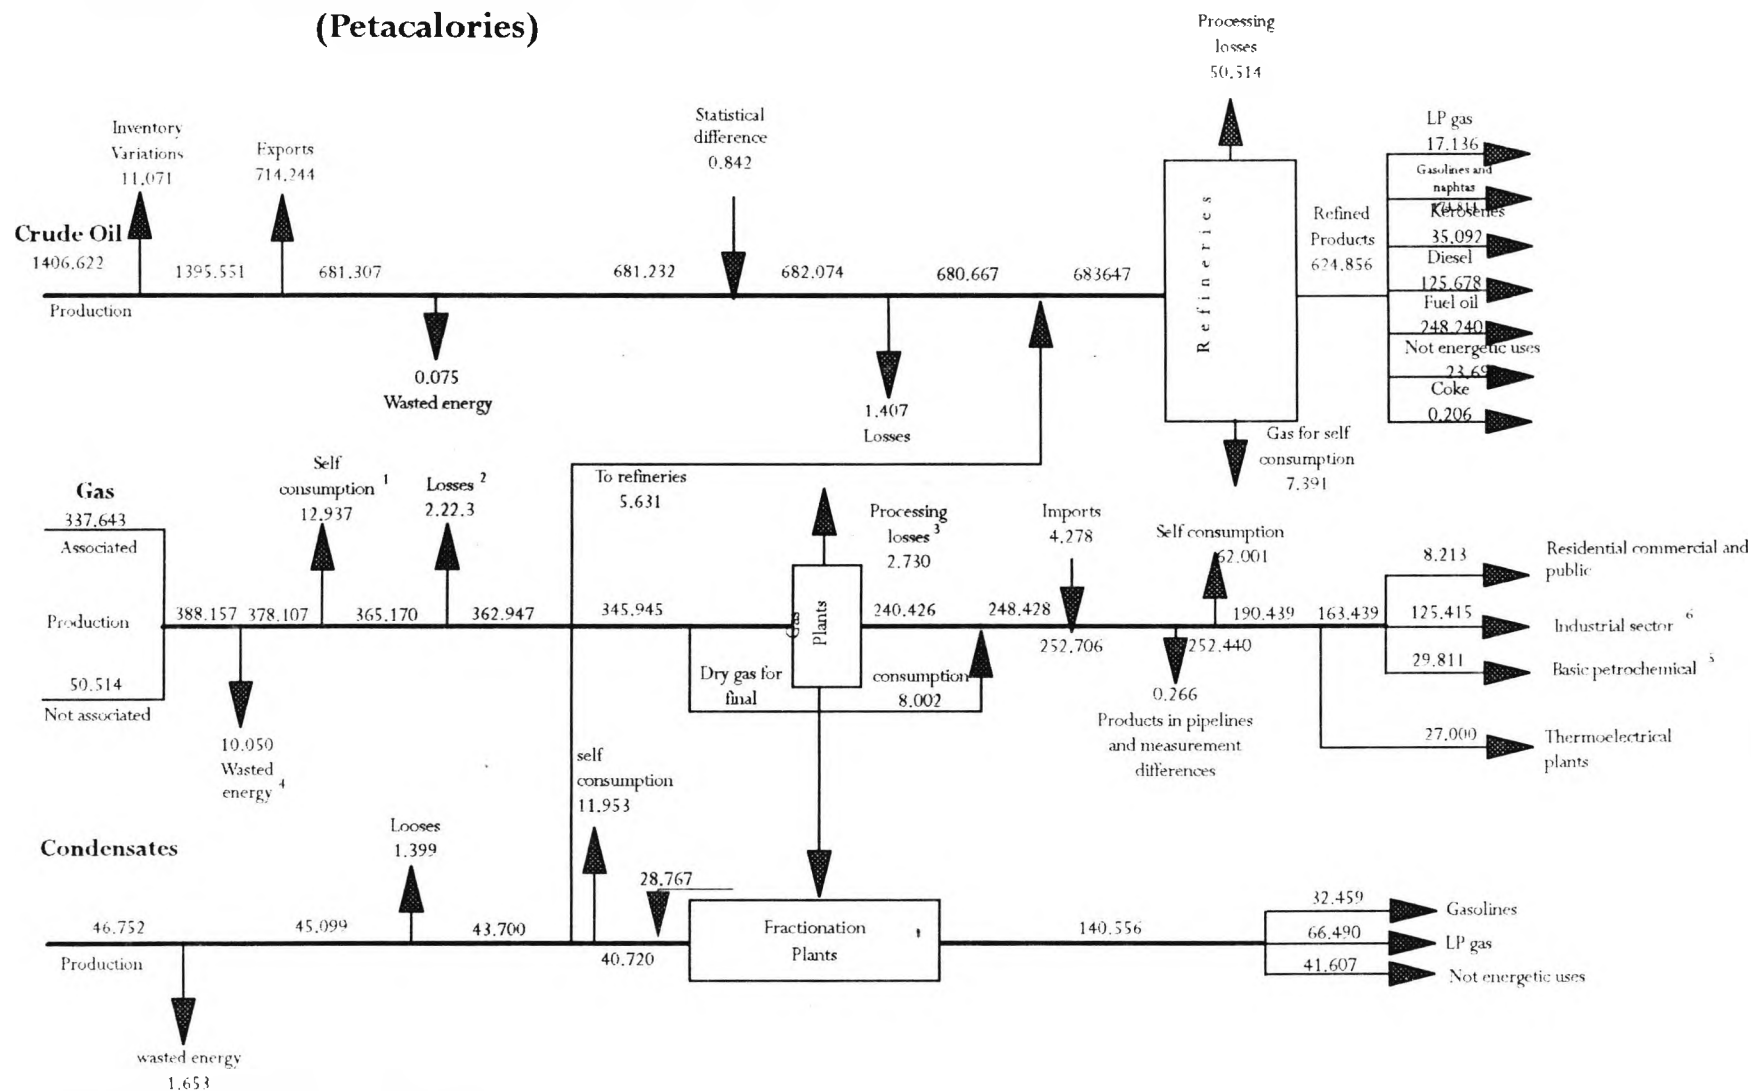 (Petacalories)
Processing
losses
50.514
Inventory
Variations
11.071
Exports
714.244
Statistical
difference
0.842
LP gas
17.136
Gasolines and
naphtas
Kerosenes
35.092
Diesel
125.678
Fuel oil
248.240
Not energetic uses
23.69
Coke
0.206
Crude Oil
1406.622
1395.551
681.307
681.232
682.074
680.667
683647
Refineries
Refined
Products
624.856
Production
0.075
Wasted energy
1.407
Losses
Gas for self
consumption
7.391
Gas
337.643
Associated
Self
consumption 1
12.937
Losses 2
2.22.3
To refineries
5.631
Processing
losses 3
2.730
Imports
4.278
Self consumption
62.001
8.213
Residential commercial and
public
Production
388.157
378.107
365.170
362.947
345.945
Gas
Plants
240.426
248.428
252.706
252.440
190.439
163.439
125.415
Industrial sector 6
29.811
Basic petrochemical 5
50.514
Not associated
10.050
Wasted
energy 4
Dry gas for
final
consumption
8.002
0.266
Products in pipelines
and measurement
differences
27.000
Thermoelectrical
plants
self
consumption
11.953
Condensates
Looses
1.399
28.767
46.752
45.099
43.700
40.720
Production
Fractionation
Plants
140.556
32.459
Gasolines
66.490
LP gas
41.607
Not energetic uses
wasted energy
1.653